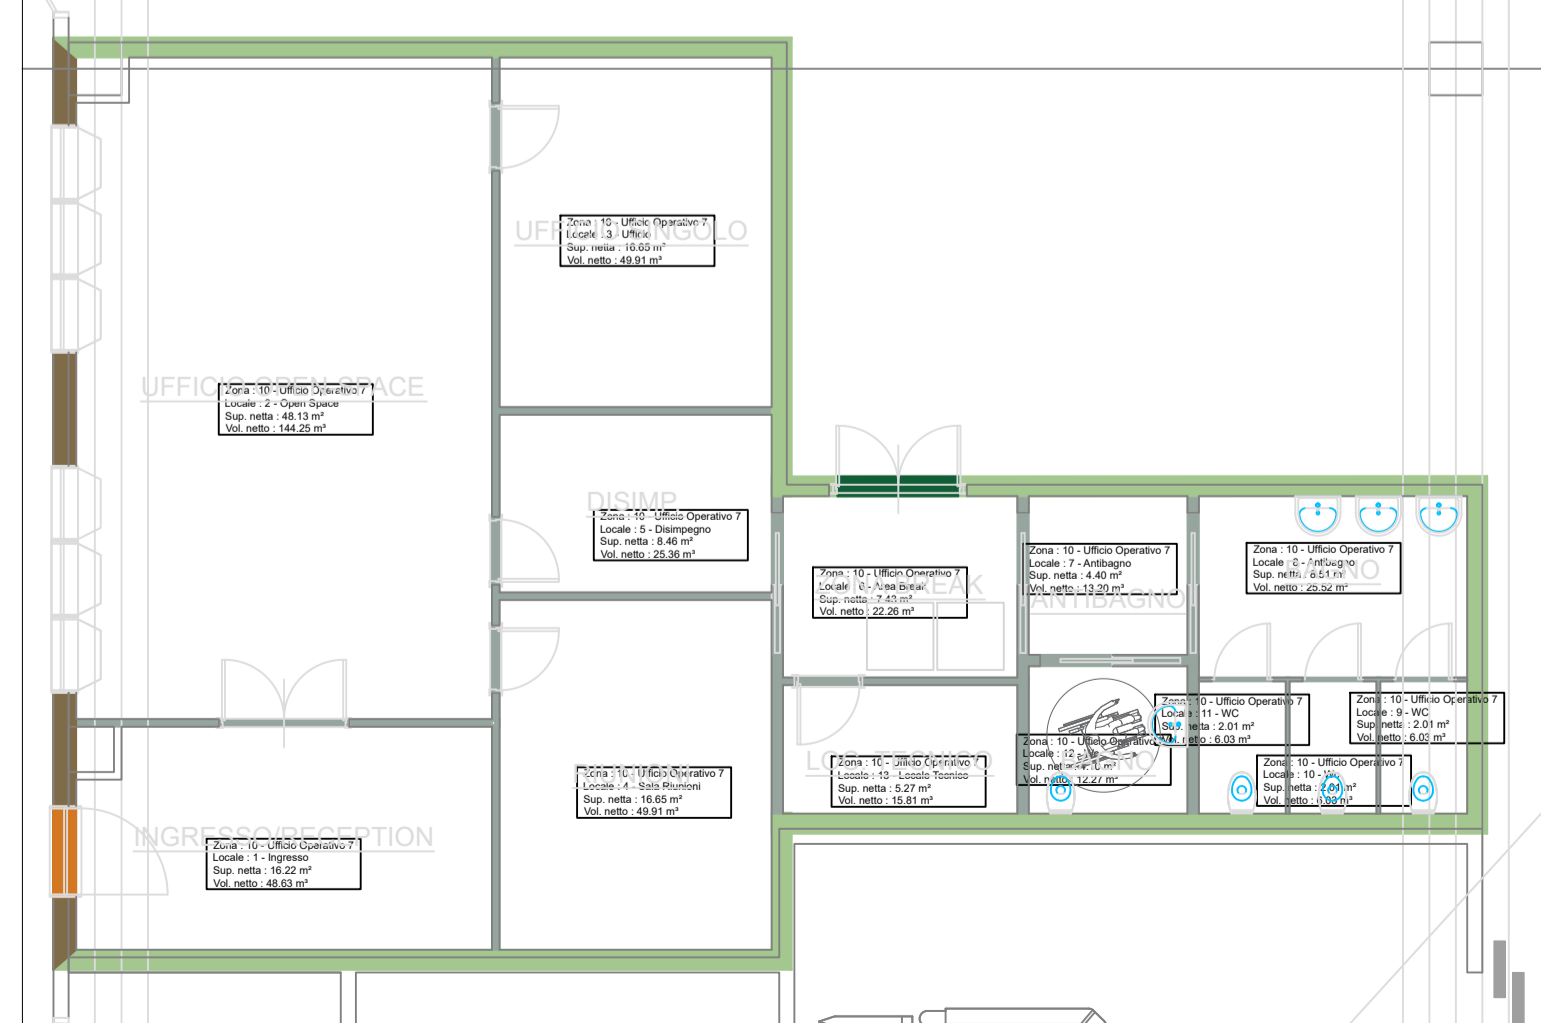 UFFICIO SINGOLO
Zona : 10 - Ufficio Operativo 7
Locale : 3 - Ufficio
Sup. netta : 16.65 m²
Vol. netto : 49.91 m³
UFFICIO OPEN SPACE
Zona : 10 - Ufficio Operativo 7
Locale : 2 - Open Space
Sup. netta : 48.13 m²
Vol. netto : 144.25 m³
DISIMP.
Zona : 10 - Ufficio Operativo 7
Locale : 5 - Disimpegno
Sup. netta : 8.46 m²
Vol. netto : 25.36 m³
ZONA BREAK
Zona : 10 - Ufficio Operativo 7
Locale : 6 - Area Break
Sup. netta : 7.43 m²
Vol. netto : 22.26 m³
Zona : 10 - Ufficio Operativo 7
Locale : 7 - Antibagno
Sup. netta : 4.40 m²
Vol. netto : 13.20 m³
ANTIBAGNO
BAGNO
Zona : 10 - Ufficio Operativo 7
Locale : 8 - Antibagno
Sup. netta : 8.51 m²
Vol. netto : 25.52 m³
Zona : 10 - Ufficio Operativo 7
Locale : 11 - WC
Sup. netta : 2.01 m²
Vol. netto : 6.03 m³
Zona : 10 - Ufficio Operativo 7
Locale : 9 - WC
Sup. netta : 2.01 m²
Vol. netto : 6.03 m³
Zona : 10 - Ufficio Operativo 7
Locale : 12 -
Sup. netta :
Vol. netto : 12.27 m³
BAGNO
Zona : 10 - Ufficio Operativo 7
Locale : 10 -
Sup. netta : 2.01 m²
Vol. netto : 6.03 m³
LOC. TECNICO
Zona : 10 - Ufficio Operativo 7
Locale : 13 - Locale Tecnico
Sup. netta : 5.27 m²
Vol. netto : 15.81 m³
RIUNIONI
Zona : 10 - Ufficio Operativo 7
Locale : 4 - Sala Riunioni
Sup. netta : 16.65 m²
Vol. netto : 49.91 m³
INGRESSO/RECEPTION
Zona : 10 - Ufficio Operativo 7
Locale : 1 - Ingresso
Sup. netta : 16.22 m²
Vol. netto : 48.63 m³